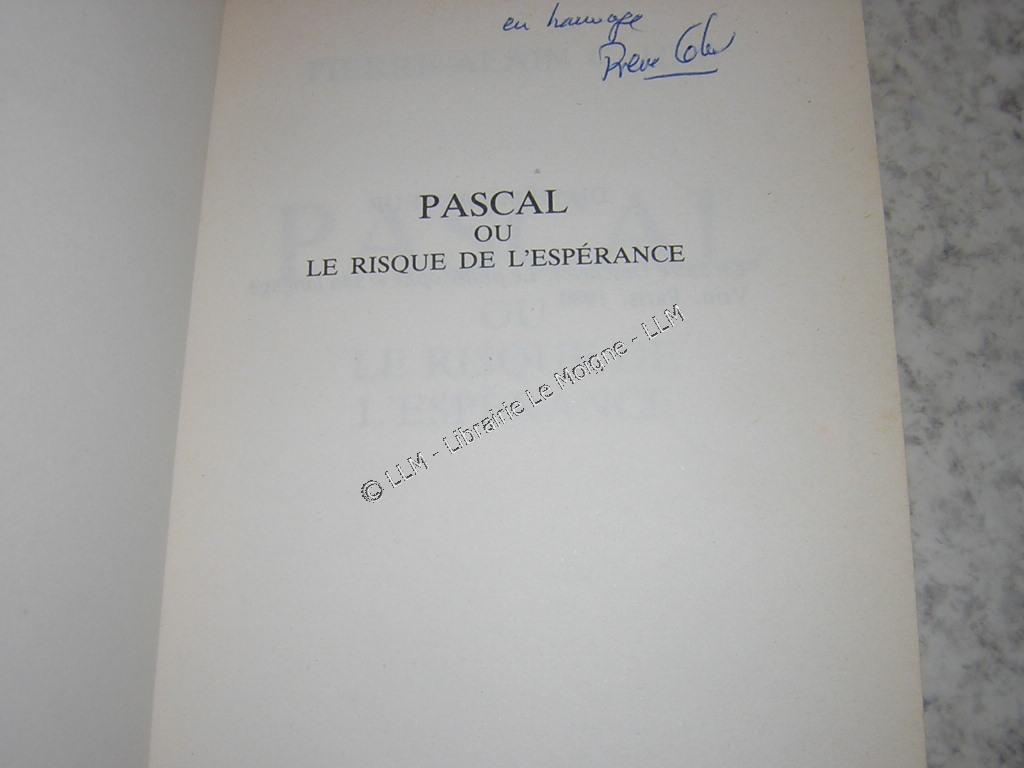 en hommage
PASCAL
OU
LE RISQUE DE L'ESPÉRANCE
© LLM - Librairie Le Moigne - LLM